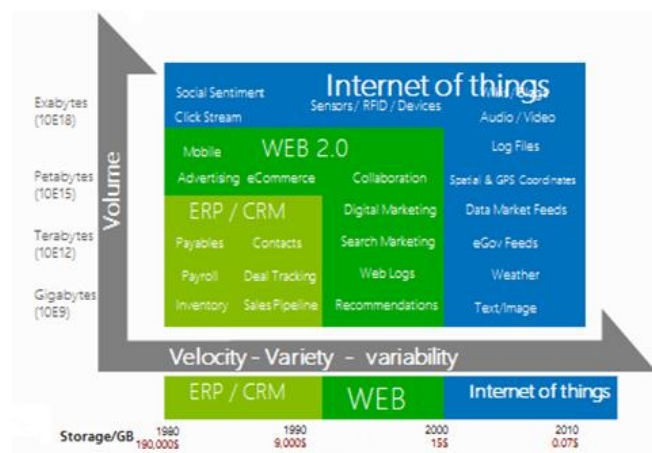 Exabytes
(10E18)
Petabytes
(10E15)
Terabytes
(10E12)
Gigabytes
(10E9)
Volume
Internet of things
Social Sentiment
Sensors / RFID / Devices
Click Stream
Audio / Video
Log Files
Spatial & GPS Coordinates
Data Market Feeds
eGov Feeds
Weather
Text/Image
Mobile
WEB 2.0
Advertising
eCommerce
Collaboration
Digital Marketing
Search Marketing
Web Logs
Recommendations
ERP / CRM
Payables
Contacts
Payroll
Deal Tracking
Inventory
Sales Pipeline
Velocity - Variety - variability
ERP / CRM
WEB
Internet of things
Storage/GB
1980
190,000$
1990
9,000$
2000
15$
2010
0.07$